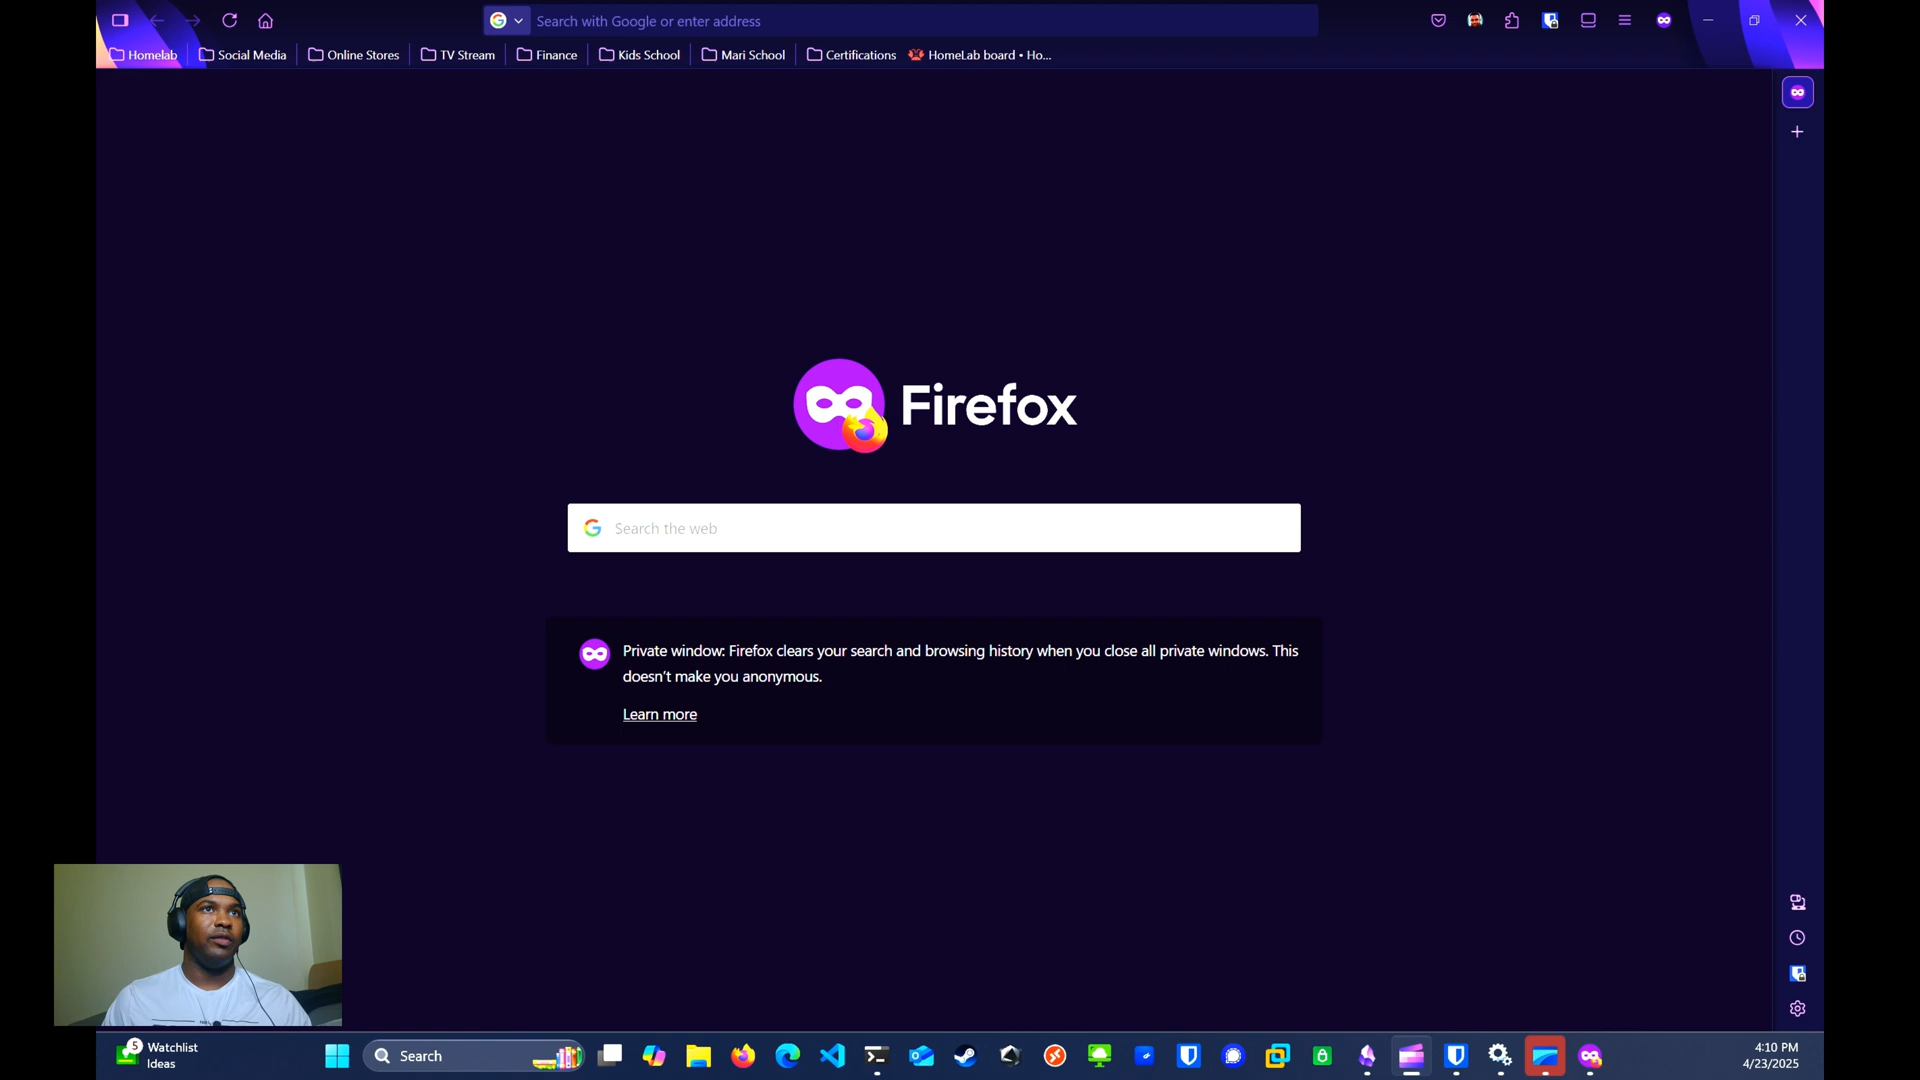 Search with Google or enter address
Homelab
Social Media
Online Stores
TV Stream
Finance
Kids School
Mari School
Certifications
HomeLab board • Ho...
Firefox
Search the web
Private window: Firefox clears your search and browsing history when you close all private windows. This
doesn't make you anonymous.
Learn more
5
Watchlist
Ideas
Search
4:10 PM
4/23/2025